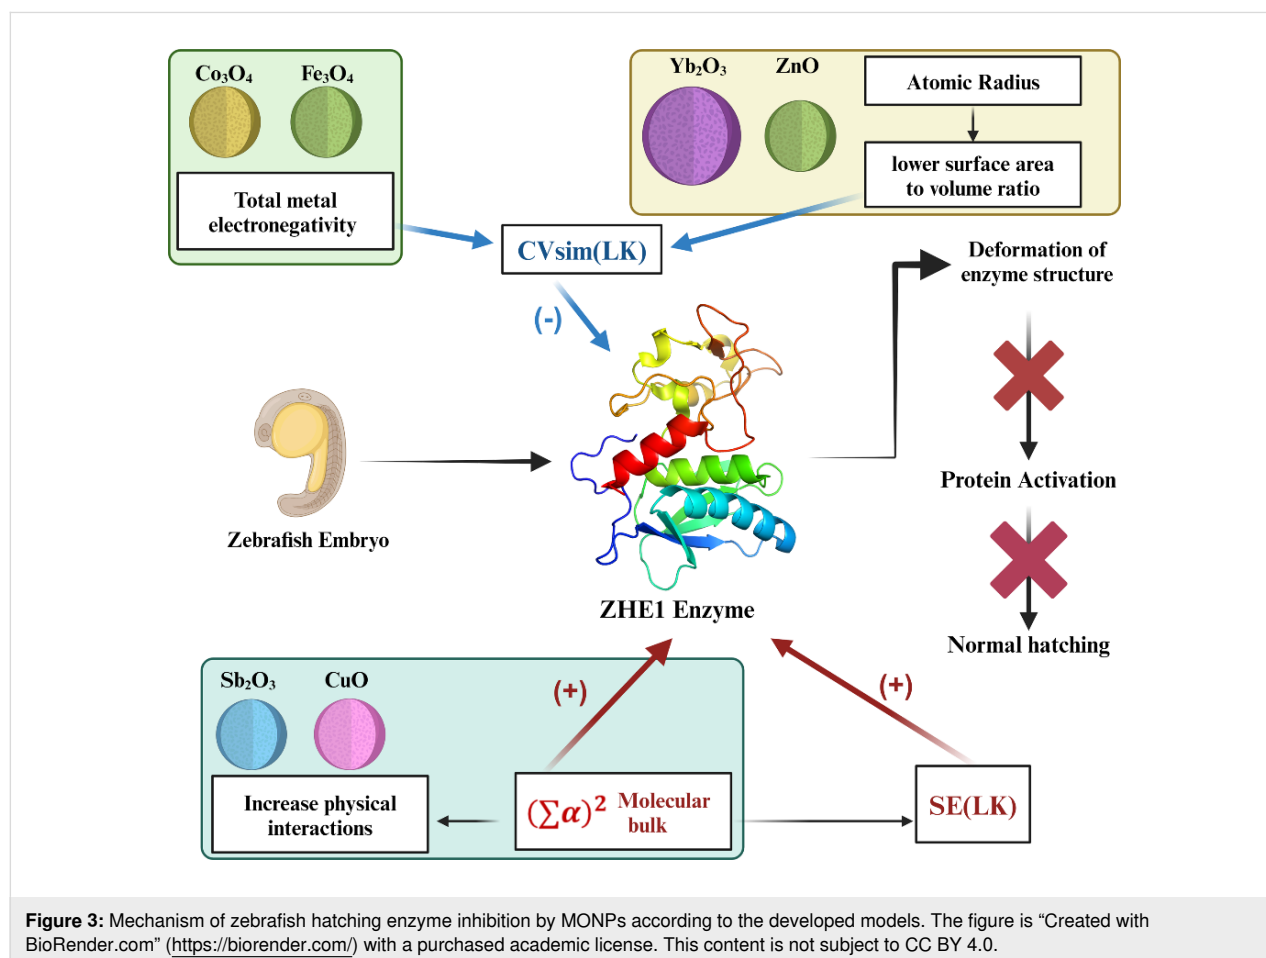 Co₃O₄
Fe₃O₄
Total metal
electronegativity
Yb₂O₃
ZnO
Atomic Radius
lower surface area
to volume ratio
CVsim(LK)
(-)
Deformation of
enzyme structure
Protein Activation
Normal hatching
Zebrafish Embryo
ZHE1 Enzyme
Sb₂O₃
CuO
Increase physical
interactions
(∑α)² Molecular
bulk
(+)
(+)
SE(LK)
Figure 3: Mechanism of zebrafish hatching enzyme inhibition by MONPs according to the developed models. The figure is “Created with
BioRender.com” (https://biorender.com/) with a purchased academic license. This content is not subject to CC BY 4.0.